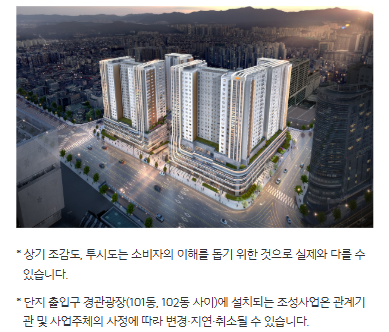 * 상기 조감도, 투시도는 소비자의 이해를 돕기 위한 것으로 실제와 다를 수
있습니다.
* 단지 출입구 경관광장(101동, 102동 사이)에 설치되는 조성사업은 관계기
관 및 사업주체의 사정에 따라 변경·지연·취소될 수 있습니다.